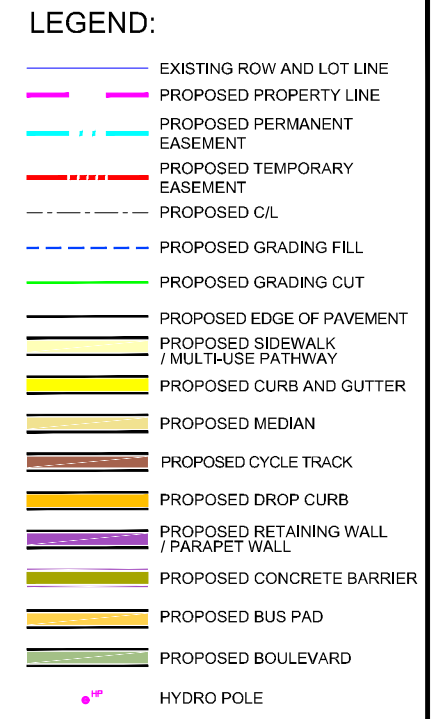 LEGEND:
EXISTING ROW AND LOT LINE
PROPOSED PROPERTY LINE
PROPOSED PERMANENT
EASEMENT
PROPOSED TEMPORARY
EASEMENT
PROPOSED C/L
PROPOSED GRADING FILL
PROPOSED GRADING CUT
PROPOSED EDGE OF PAVEMENT
PROPOSED SIDEWALK
/ MULTI-USE PATHWAY
PROPOSED CURB AND GUTTER
PROPOSED MEDIAN
PROPOSED CYCLE TRACK
PROPOSED DROP CURB
PROPOSED RETAINING WALL
/ PARAPET WALL
PROPOSED CONCRETE BARRIER
PROPOSED BUS PAD
PROPOSED BOULEVARD
HP HYDRO POLE